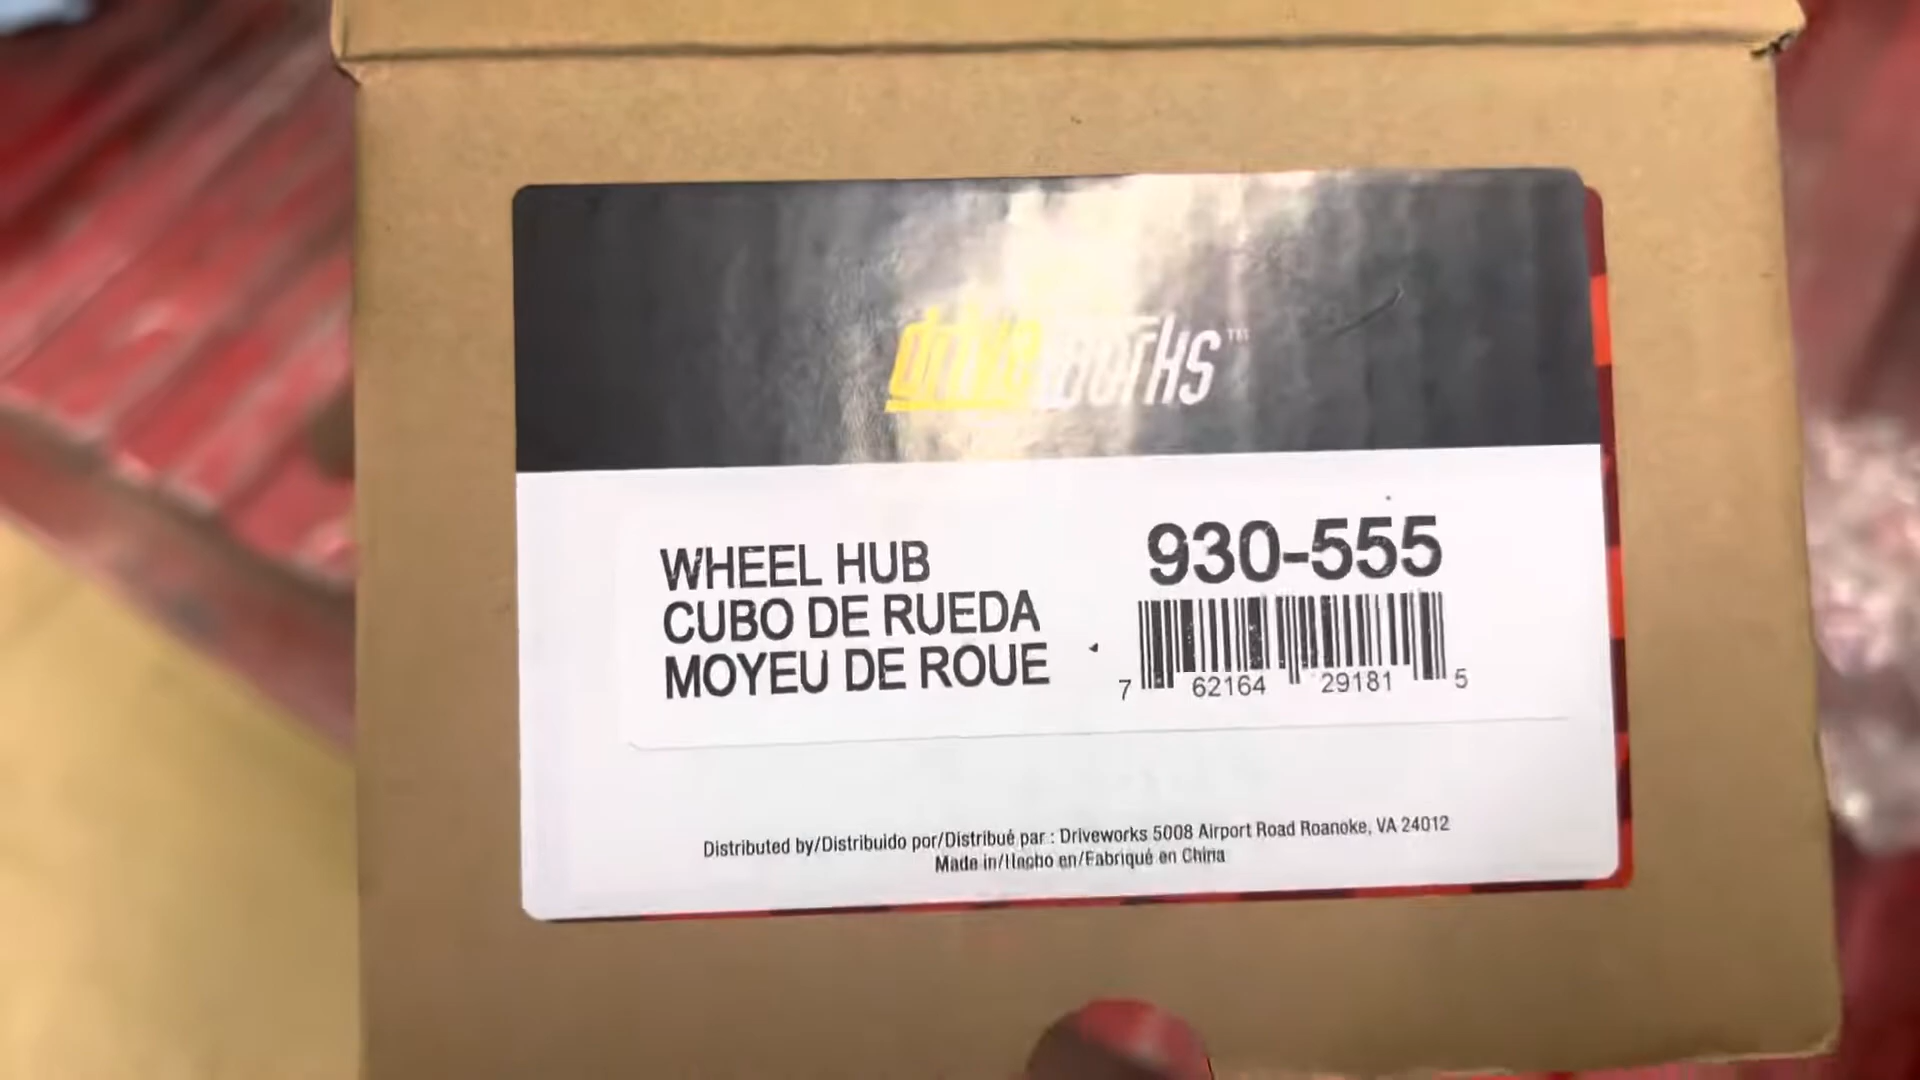 driveworks™
WHEEL HUB
CUBO DE RUEDA
MOYEU DE ROUE
930-555
7 62164 29181 5
Distributed by/Distribuido por/Distribué par : Driveworks 5008 Airport Road Roanoke, VA 24012
Made in/Hecho en/Fabriqué en China